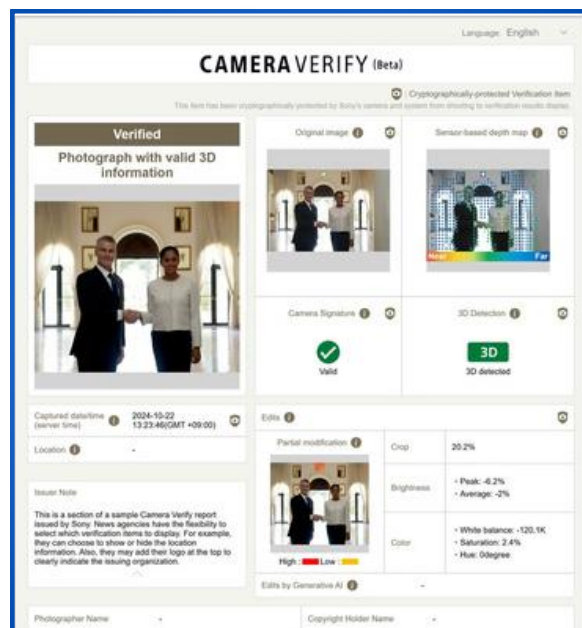 Language: English
CAMERA VERIFY (Beta)
: Cryptographically-protected Verification Item
This item has been cryptographically protected by Sony's camera and system from shooting to verification results display.
Verified
Photograph with valid 3D
information
Original image
Sensor-based depth map
Near
Far
Camera Signature
Valid
3D Detection
3D
3D detected
Captured date/time
(server time)
2024-10-22
13:23:46(GMT +09:00)
Location
-
Issuer Note
This is a section of a sample Camera Verify report
issued by Sony. News agencies have the flexibility to
select which verification items to display. For example,
they can choose to show or hide the location
information. Also, they may add their logo at the top to
clearly indicate the issuing organization.
Edits
Partial modification
High : Low :
Crop
20.2%
Brightness
・Peak: -6.2%
・Average: -2%
Color
・White balance: -120.1K
・Saturation: 2.4%
・Hue: 0degree
Edits by Generative AI
-
Photographer Name -
Copyright Holder Name -